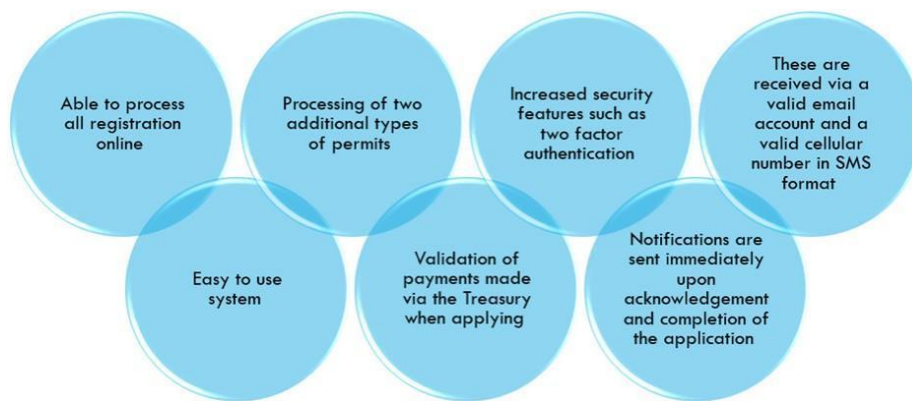 Able to process
all registration
online
Easy to use
system
Processing of two
additional types
of permits
Validation of
payments made
via the Treasury
when applying
Increased security
features such as
two factor
authentication
Notifications are
sent immediately
upon
acknowledgement
and completion of
the application
These are
received via a
valid email
account and a
valid cellular
number in SMS
format